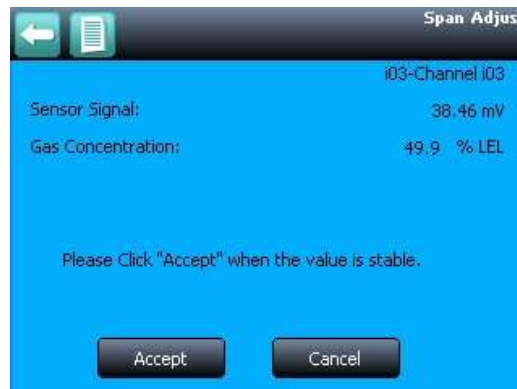 Span Adjus
i03-Channel i03
Sensor Signal: 38.46 mV
Gas Concentration: 49.9 % LEL
Please Click "Accept" when the value is stable.
Accept Cancel